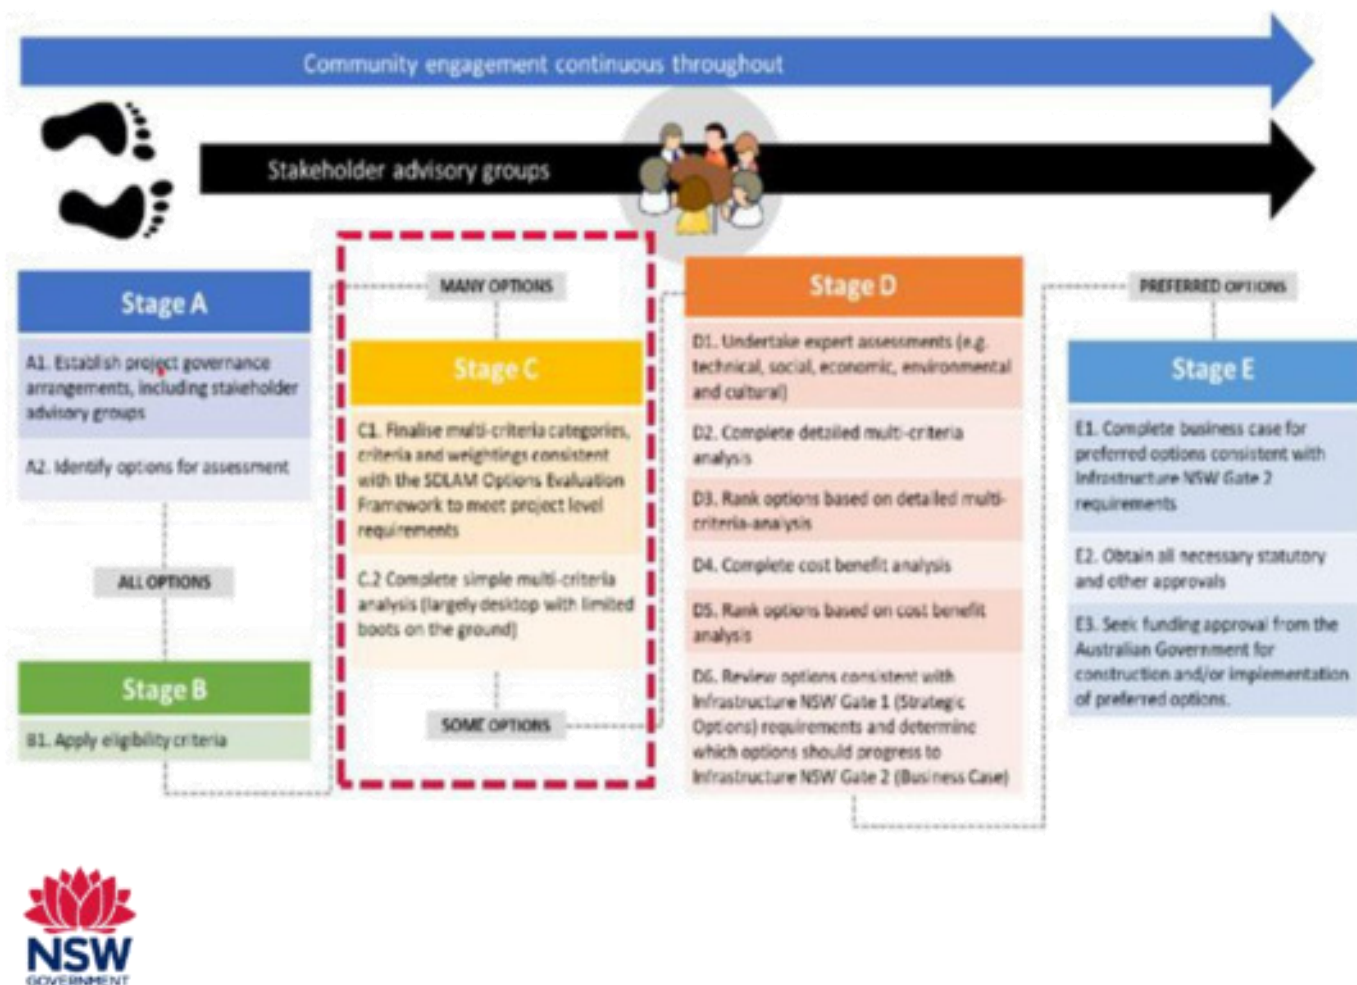 Community engagement continuous throughout
Stakeholder advisory groups
Stage A
A1. Establish project governance
arrangements, including stakeholder
advisory groups
A2. Identify options for assessment
ALL OPTIONS
Stage B
B1. Apply eligibility criteria
MANY OPTIONS
Stage C
C1. Finalise multi-criteria categories,
criteria and weightings consistent
with the SDLAM Options Evaluation
Framework to meet project level
requirements
C.2 Complete simple multi-criteria
analysis (largely desktop with limited
boots on the ground)
SOME OPTIONS
Stage D
D1. Undertake expert assessments (e.g.
technical, social, economic, environmental
and cultural)
D2. Complete detailed multi-criteria
analysis
D3. Rank options based on detailed multi-
criteria-analysis
D4. Complete cost benefit analysis
D5. Rank options based on cost benefit
analysis
D6. Review options consistent with
Infrastructure NSW Gate 1 (Strategic
Options) requirements and determine
which options should progress to
Infrastructure NSW Gate 2 (Business Case)
PREFERRED OPTIONS
Stage E
E1. Complete business case for
preferred options consistent with
Infrastructure NSW Gate 2
requirements
E2. Obtain all necessary statutory
and other approvals
E3. Seek funding approval from the
Australian Government for
construction and/or implementation
of preferred options.
NSW
GOVERNMENT